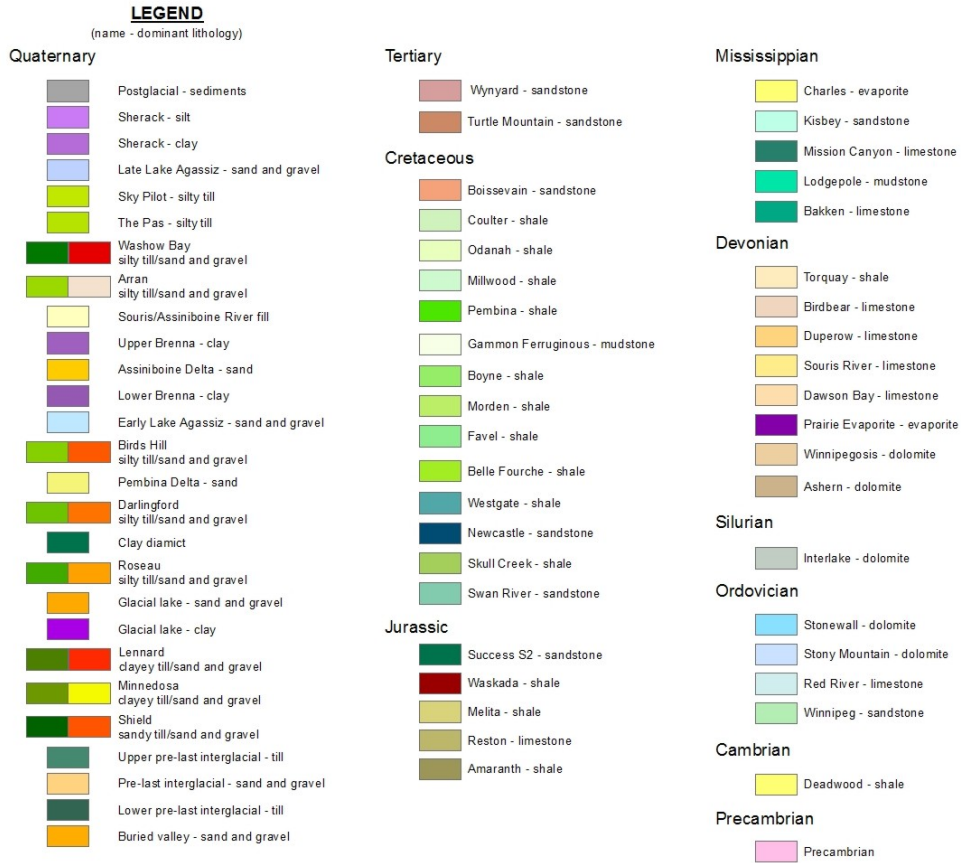 LEGEND
(name - dominant lithology)
Quaternary
Postglacial - sediments
Sherack - silt
Sherack - clay
Late Lake Agassiz - sand and gravel
Sky Pilot - silty till
The Pas - silty till
Washow Bay
silty till/sand and gravel
Arran
silty till/sand and gravel
Souris/Assiniboine River fill
Upper Brenna - clay
Assiniboine Delta - sand
Lower Brenna - clay
Early Lake Agassiz - sand and gravel
Birds Hill
silty till/sand and gravel
Pembina Delta - sand
Darlingford
silty till/sand and gravel
Clay diamict
Roseau
silty till/sand and gravel
Glacial lake - sand and gravel
Glacial lake - clay
Lennard
clayey till/sand and gravel
Minnedosa
clayey till/sand and gravel
Shield
sandy till/sand and gravel
Upper pre-last interglacial - till
Pre-last interglacial - sand and gravel
Lower pre-last interglacial - till
Buried valley - sand and gravel
Tertiary
Wynyard - sandstone
Turtle Mountain - sandstone
Cretaceous
Boissevain - sandstone
Coulter - shale
Odanah - shale
Millwood - shale
Pembina - shale
Gammon Ferruginous - mudstone
Boyne - shale
Morden - shale
Favel - shale
Belle Fourche - shale
Westgate - shale
Newcastle - sandstone
Skull Creek - shale
Swan River - sandstone
Jurassic
Success S2 - sandstone
Waskada - shale
Melita - shale
Reston - limestone
Amaranth - shale
Mississippian
Charles - evaporite
Kisbey - sandstone
Mission Canyon - limestone
Lodgepole - mudstone
Bakken - limestone
Devonian
Torquay - shale
Birdbear - limestone
Duperow - limestone
Souris River - limestone
Dawson Bay - limestone
Prairie Evaporite - evaporite
Winnipegosis - dolomite
Ashern - dolomite
Silurian
Interlake - dolomite
Ordovician
Stonewall - dolomite
Stony Mountain - dolomite
Red River - limestone
Winnipeg - sandstone
Cambrian
Deadwood - shale
Precambrian
Precambrian